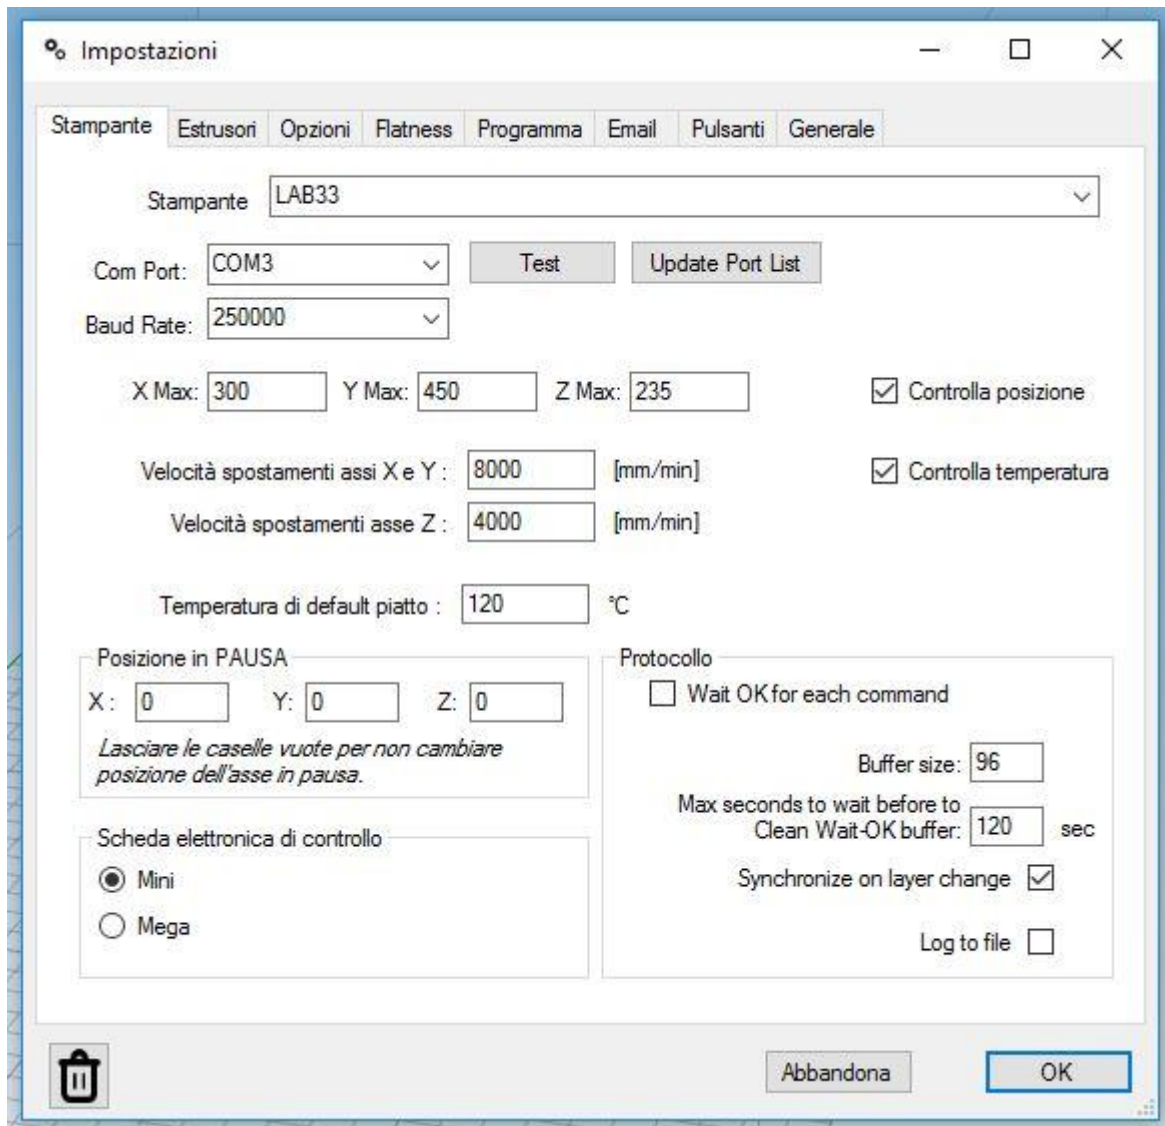 Impostazioni
Stampante Estrusori Opzioni Flatness Programma Email Pulsanti Generale
Stampante LAB33
Com Port: COM3 Test Update Port List
Baud Rate: 250000
X Max: 300 Y Max: 450 Z Max: 235 Controlla posizione
Velocità spostamenti assi X e Y : 8000 [mm/min] Controlla temperatura
Velocità spostamenti asse Z : 4000 [mm/min]
Temperatura di default piatto : 120 °C
Posizione in PAUSA
X : 0 Y: 0 Z: 0
Lasciare le caselle vuote per non cambiare
posizione dell'asse in pausa.
Scheda elettronica di controllo
Mini
Mega
Protocollo
Wait OK for each command
Buffer size: 96
Max seconds to wait before to
Clean Wait-OK buffer: 120 sec
Synchronize on layer change
Log to file
Abbandona OK